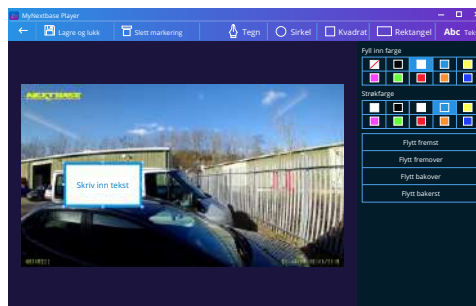 MyNextbase Player
Lagre og lukk
Slett markering
Tegn
Sirkel
Kvadrat
Rektangel
Abc
Fyll inn farge
Strøkfarge
NEXTBASE
Skriv inn tekst
Flytt fremst
Flytt fremover
Flytt bakover
Flytt bakerst